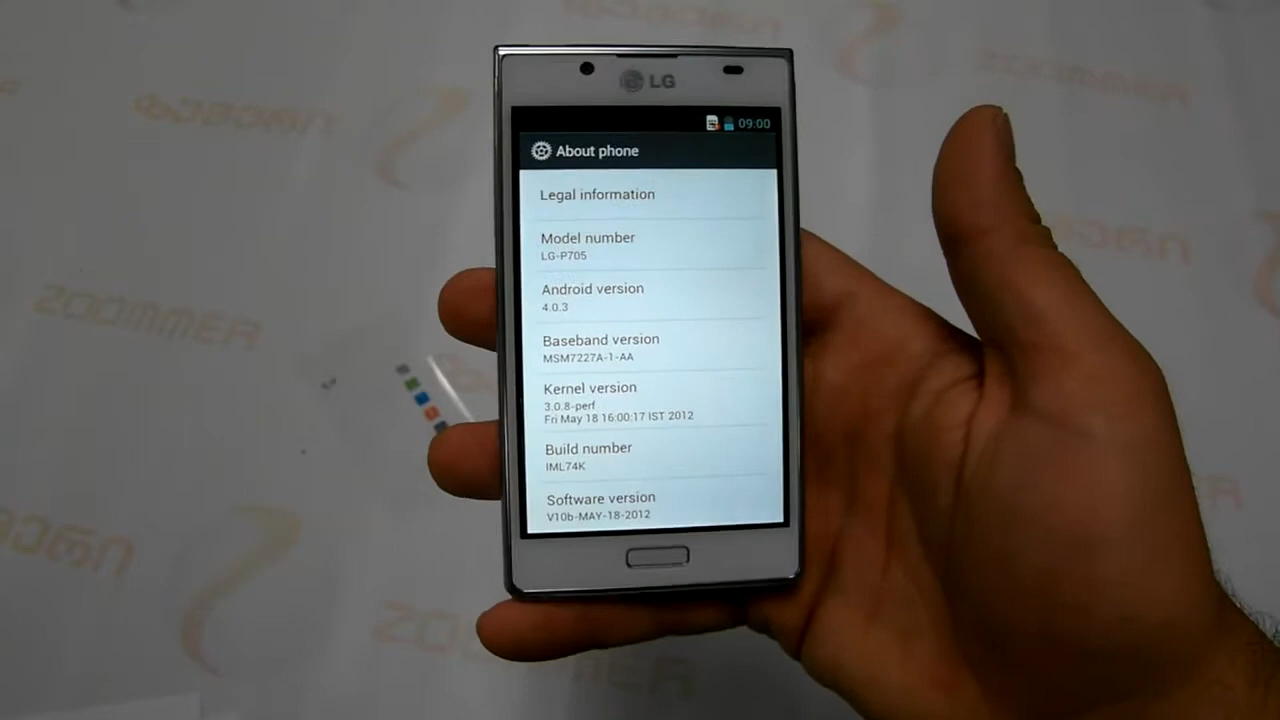 LG
09:00
About phone
Legal information
Model number
LG-P705
Android version
4.0.3
Baseband version
MSM7227A-1-AA
Kernel version
3.0.8-perf
Fri May 18 16:00:17 IST 2012
Build number
IML74K
Software version
V10b-MAY-18-2012
ZOOMMER